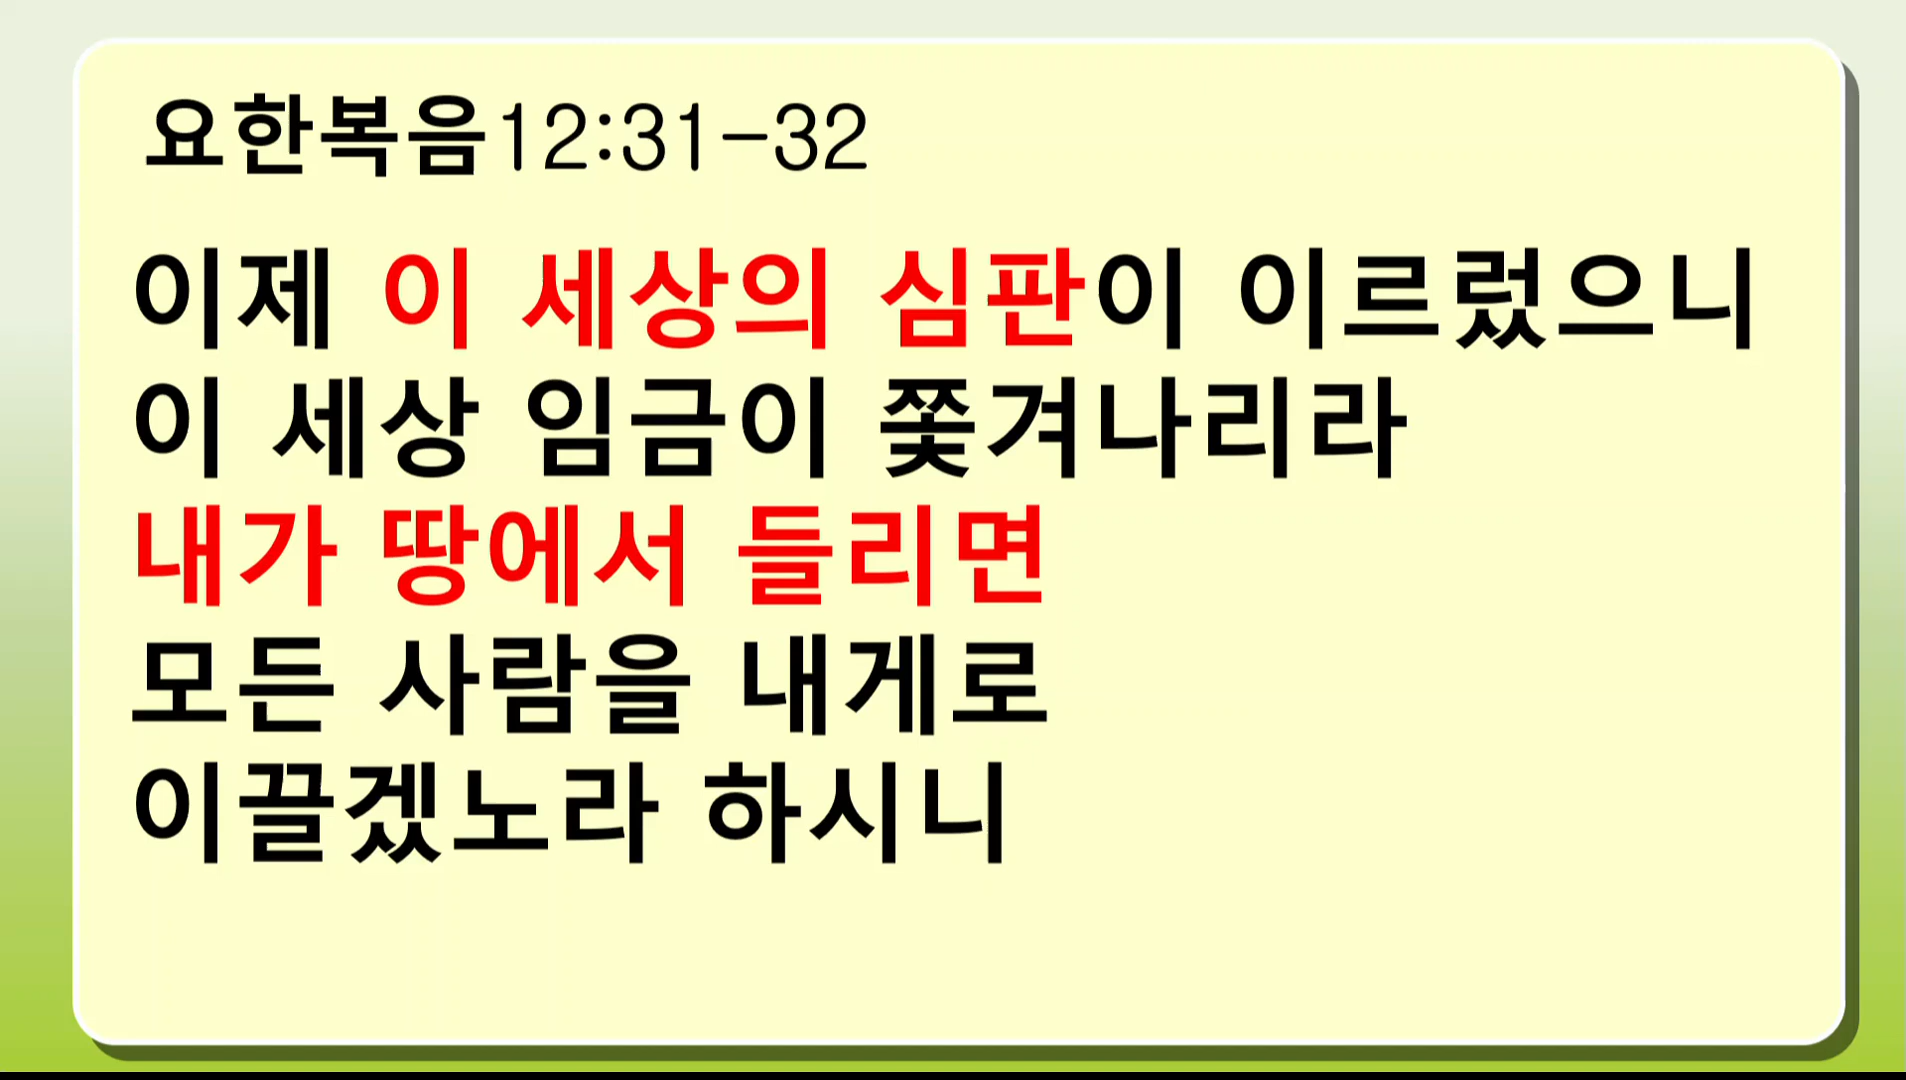 요한복음12:31-32
이제 이 세상의 심판이 이르렀으니
이 세상 임금이 쫓겨나리라
내가 땅에서 들리면
모든 사람을 내게로
이끌겠노라 하시니